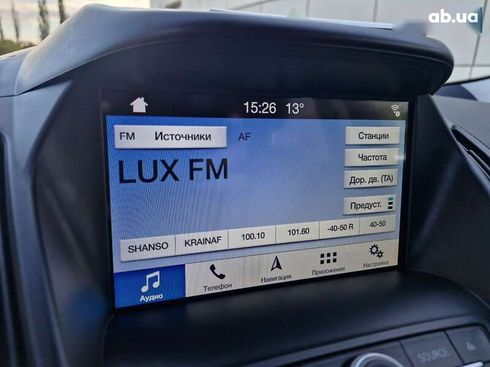 ab.ua
15:26 13°
FM Источники AF
Станции
Частота
LUX FM
Дор. дв. (TA)
Предуст.
SHANSO KRAINAF 100.10 101.60 -40-50 R 40-50
Аудио Телефон Навигация Приложения Настройки
SOURCE